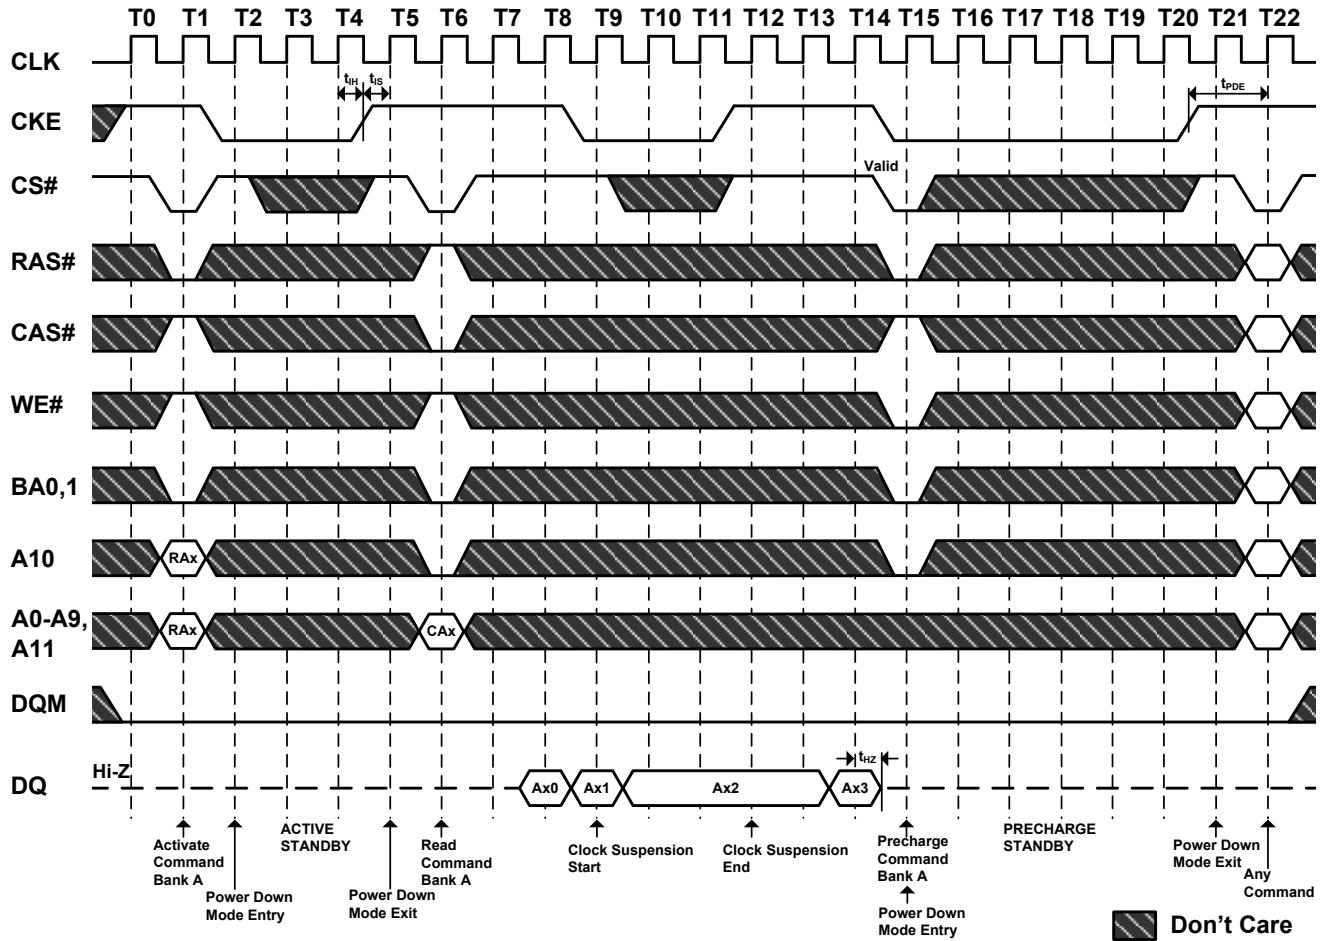 T0 T1 T2 T3 T4 T5 T6 T7 T8 T9 T10 T11 T12 T13 T14 T15 T16 T17 T18 T19 T20 T21 T22
CLK
tIH tIS
tPDE
CKE
Valid
CS#
RAS#
CAS#
WE#
BA0,1
A10
RAx
A0-A9,
A11
RAx
CAx
DQM
Hi-Z
tHZ
DQ
Ax0 Ax1 Ax2 Ax3
Activate
Command
Bank A
Power Down
Mode Entry
ACTIVE
STANDBY
Power Down
Mode Exit
Read
Command
Bank A
Clock Suspension
Start
Clock Suspension
End
Precharge
Command
Bank A
Power Down
Mode Entry
PRECHARGE
STANDBY
Power Down
Mode Exit
Any
Command
Don't Care